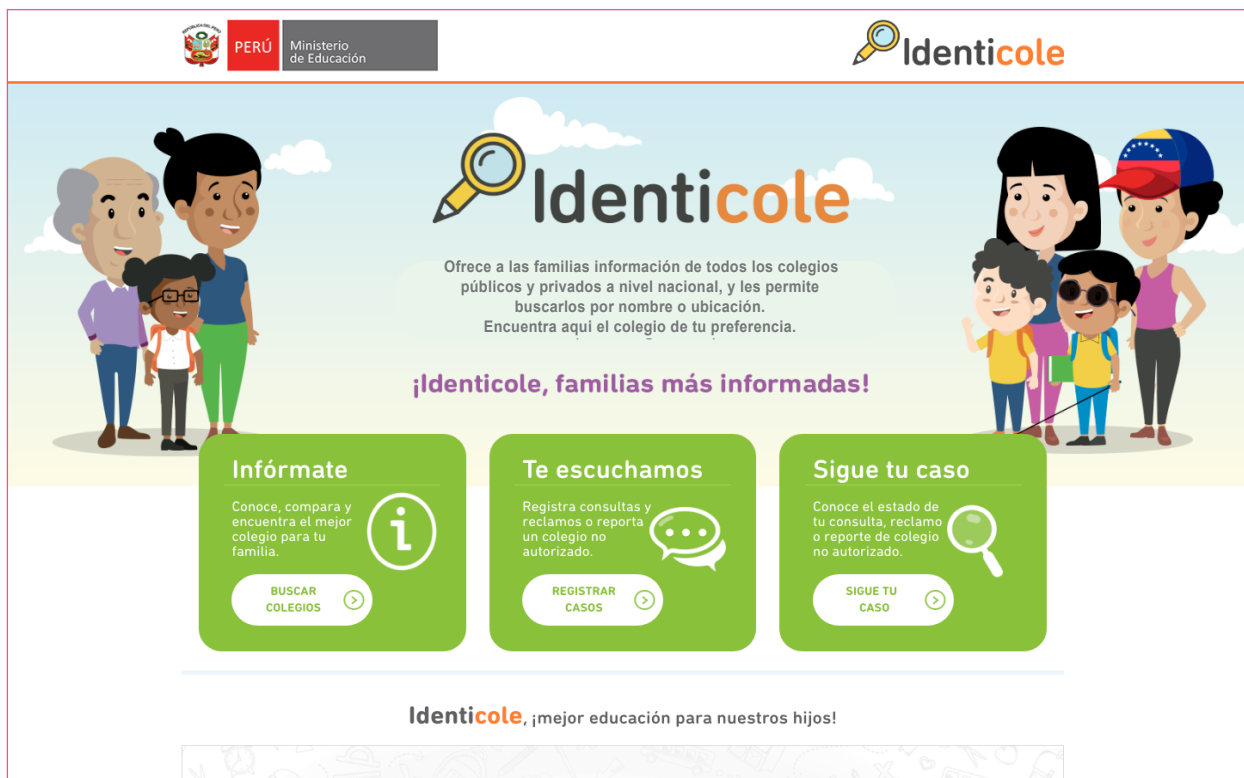 REPÚBLICA DEL PERÚ
PERÚ
Ministerio
de Educación
Identicole
Identicole
Ofrece a las familias información de todos los colegios
públicos y privados a nivel nacional, y les permite
buscarlos por nombre o ubicación.
Encuentra aqui el colegio de tu preferencia.
¡Identicole, familias más informadas!
Infórmate
Conoce, compara y
encuentra el mejor
colegio para tu
familia.
BUSCAR
COLEGIOS
Te escuchamos
Registra consultas y
reclamos o reporta
un colegio no
autorizado.
REGISTRAR
CASOS
Sigue tu caso
Conoce el estado de
tu consulta, reclamo
o reporte de colegio
no autorizado.
SIGUE TU
CASO
Identicole, ¡mejor educación para nuestros hijos!